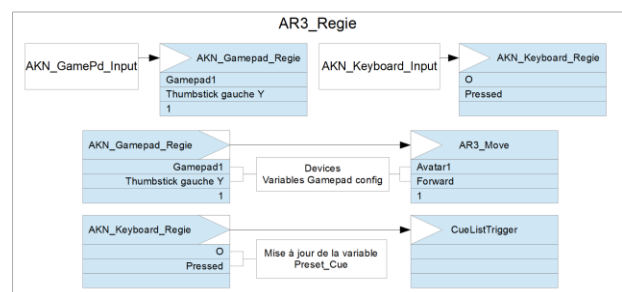 AR3_Regie
AKN_GamePd_Input
AKN_Gamepad_Regie
Gamepad1
Thumbstick gauche Y
1
AKN_Keyboard_Input
AKN_Keyboard_Regie
O
Pressed
AKN_Gamepad_Regie
Gamepad1
Thumbstick gauche Y
1
Devices
Variables Gamepad config
AR3_Move
Avatar1
Forward
1
AKN_Keyboard_Regie
O
Pressed
Mise à jour de la variable
Preset_Cue
CueListTrigger